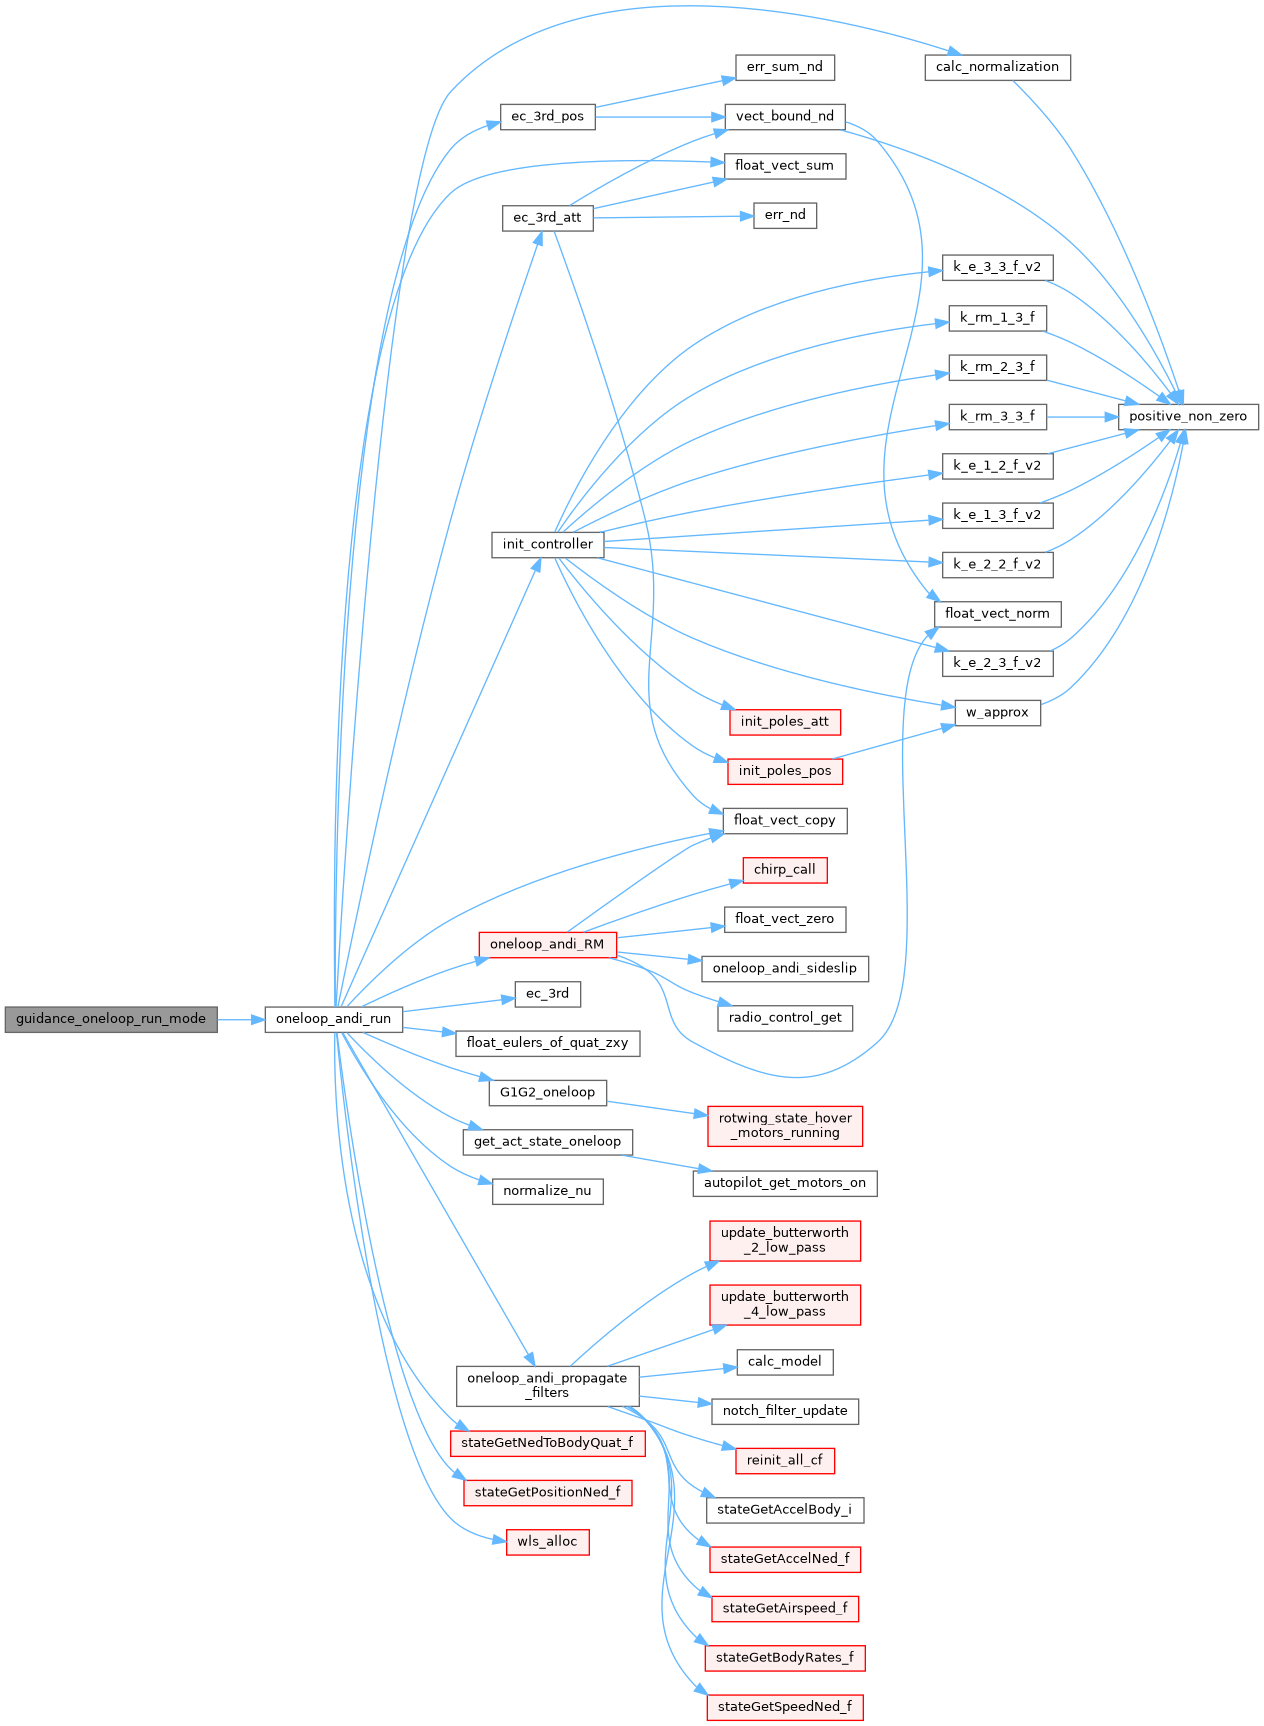 err_sum_nd
calc_normalization
ec_3rd_pos
vect_bound_nd
float_vect_sum
ec_3rd_att
err_nd
k_e_3_3_f_v2
k_rm_1_3_f
k_rm_2_3_f
k_rm_3_3_f
positive_non_zero
k_e_1_2_f_v2
k_e_1_3_f_v2
init_controller
k_e_2_2_f_v2
float_vect_norm
k_e_2_3_f_v2
w_approx
init_poles_att
init_poles_pos
float_vect_copy
chirp_call
float_vect_zero
oneloop_andi_RM
oneloop_andi_sideslip
ec_3rd
radio_control_get
guidance_oneloop_run_mode
oneloop_andi_run
float_eulers_of_quat_zxy
G1G2_oneloop
rotwing_state_hover
_motors_running
get_act_state_oneloop
autopilot_get_motors_on
normalize_nu
update_butterworth
_2_low_pass
update_butterworth
_4_low_pass
calc_model
oneloop_andi_propagate
_filters
notch_filter_update
stateGetNedToBodyQuat_f
reinit_all_cf
stateGetPositionNed_f
stateGetAccelBody_i
wls_alloc
stateGetAccelNed_f
stateGetAirspeed_f
stateGetBodyRates_f
stateGetSpeedNed_f